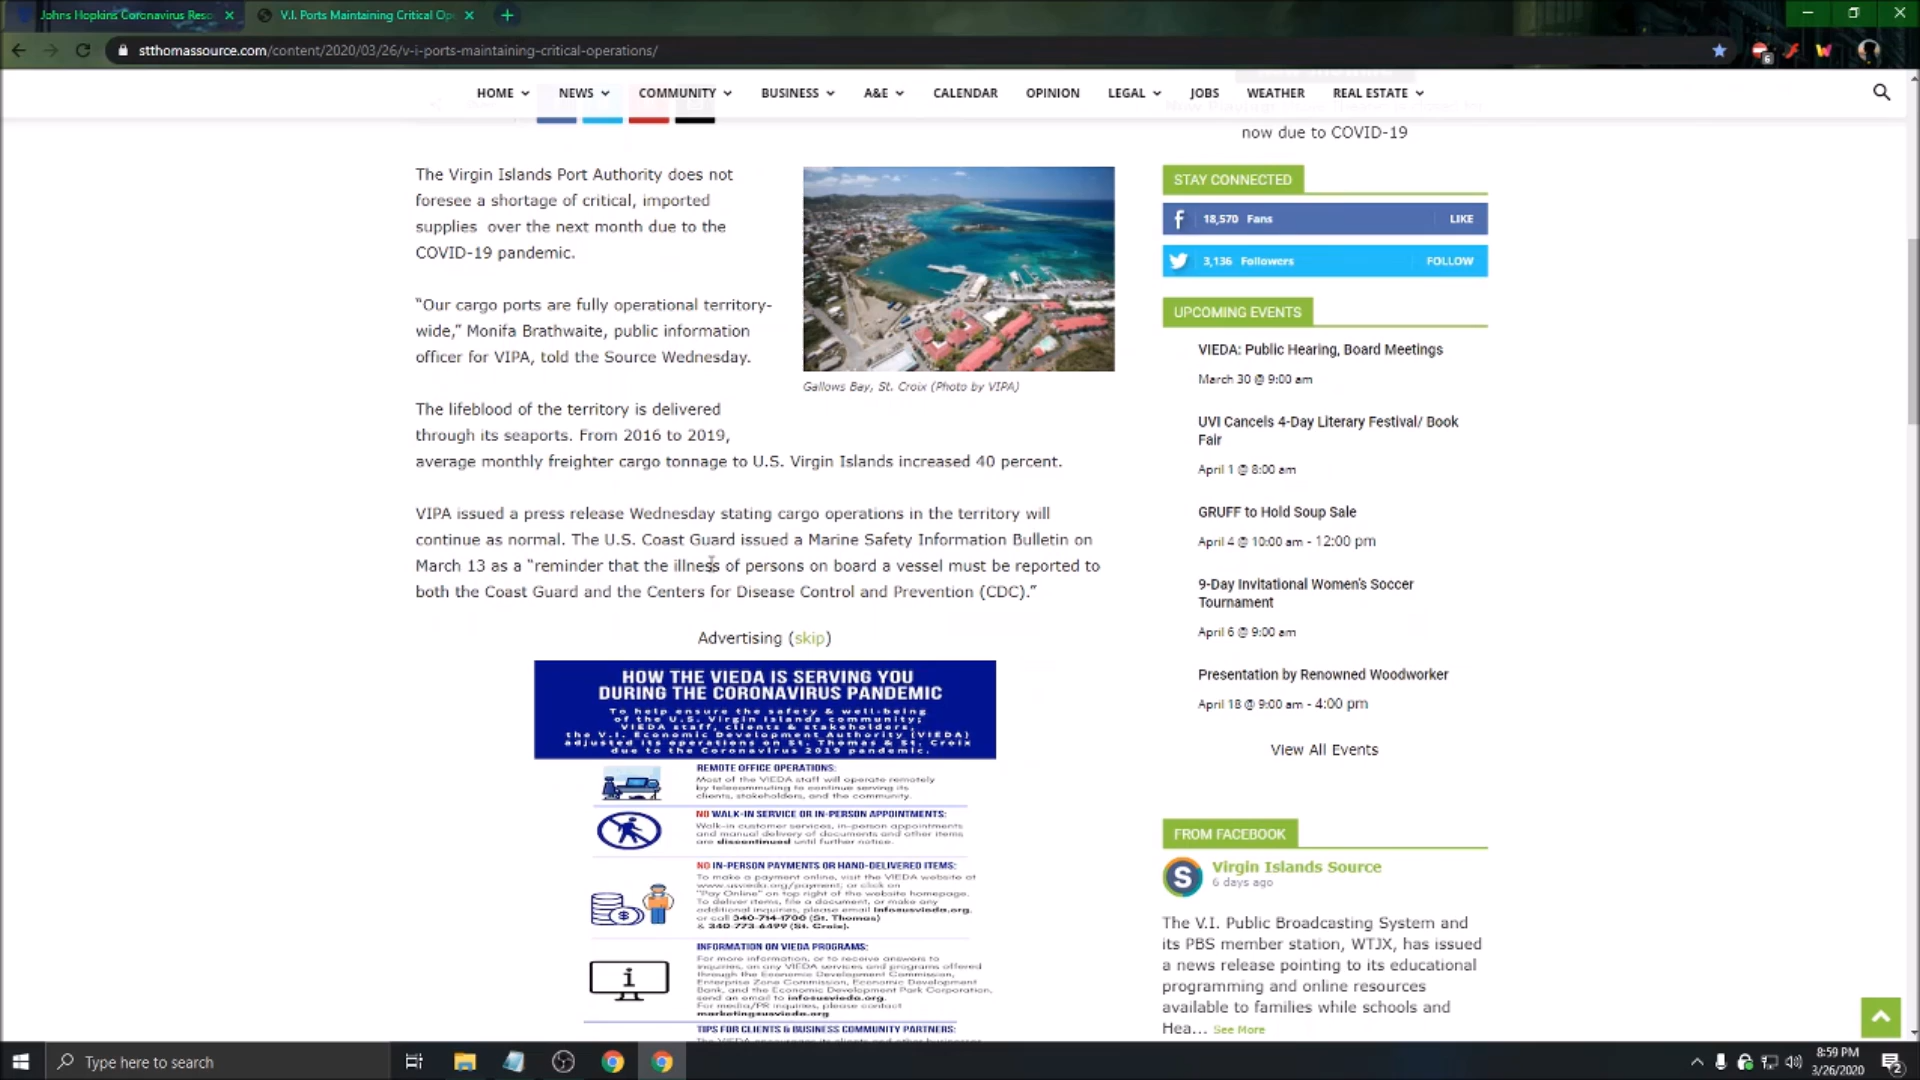 Johns Hopkins Coronavirus Reso
V.I. Ports Maintaining Critical Op
stthomassource.com/content/2020/03/26/v-i-ports-maintaining-critical-operations/
HOME
NEWS
COMMUNITY
BUSINESS
A&E
CALENDAR
OPINION
LEGAL
JOBS
WEATHER
REAL ESTATE
now due to COVID-19
The Virgin Islands Port Authority does not
foresee a shortage of critical, imported
supplies over the next month due to the
COVID-19 pandemic.
“Our cargo ports are fully operational territory-
wide,” Monifa Brathwaite, public information
officer for VIPA, told the Source Wednesday.
Gallows Bay, St. Croix (Photo by VIPA)
The lifeblood of the territory is delivered
through its seaports. From 2016 to 2019,
average monthly freighter cargo tonnage to U.S. Virgin Islands increased 40 percent.
VIPA issued a press release Wednesday stating cargo operations in the territory will
continue as normal. The U.S. Coast Guard issued a Marine Safety Information Bulletin on
March 13 as a “reminder that the illness of persons on board a vessel must be reported to
both the Coast Guard and the Centers for Disease Control and Prevention (CDC).”
Advertising (skip)
HOW THE VIEDA IS SERVING YOU
DURING THE CORONAVIRUS PANDEMIC
To help ensure the safety & well-being
of the U.S. Virgin Islands community;
VIEDA staff, clients & stakeholders,
the V.I. Economic Development Authority (VIEDA)
adjusted its operations on St. Thomas & St. Croix
due to the Coronavirus 2019 pandemic.
REMOTE OFFICE OPERATIONS:
Most of the VIEDA staff will operate remotely
by telecommuting to continue serving its
clients, stakeholders, and the community.
NO WALK-IN SERVICE OR IN-PERSON APPOINTMENTS:
Walk-in customer services, in-person appointments
and manual delivery of documents and other items
are discontinued until further notice.
NO IN-PERSON PAYMENTS OR HAND-DELIVERED ITEMS:
To make a payment online, visit the VIEDA website at
www.usvieda.org/payment; or click on
"Pay Online" on top right of the website homepage.
To deliver items, file a document, or make any
additional inquiries, please email info@usvieda.org.
or call 340-714-1700 (St. Thomas)
& 340-773-6499 (St. Croix).
INFORMATION ON VIEDA PROGRAMS:
For more information, or to receive answers to
inquiries, on any VIEDA services and programs offered
through the Economic Development Commission,
Enterprise Zone Commission, Economic Development
Bank, and the Economic Development Park Corporation,
send an email to info@usvieda.org.
For media/PR inquiries, please contact
marketing@usvieda.org
TIPS FOR CLIENTS & BUSINESS COMMUNITY PARTNERS:
STAY CONNECTED
18,570 Fans LIKE
3,136 Followers FOLLOW
UPCOMING EVENTS
VIEDA: Public Hearing, Board Meetings
March 30 @ 9:00 am
UVI Cancels 4-Day Literary Festival/ Book
Fair
April 1 @ 8:00 am
GRUFF to Hold Soup Sale
April 4 @ 10:00 am - 12:00 pm
9-Day Invitational Women's Soccer
Tournament
April 6 @ 9:00 am
Presentation by Renowned Woodworker
April 18 @ 9:00 am - 4:00 pm
View All Events
FROM FACEBOOK
S
Virgin Islands Source
6 days ago
The V.I. Public Broadcasting System and
its PBS member station, WTJX, has issued
a news release pointing to its educational
programming and online resources
available to families while schools and
Hea... See More
Type here to search
8:59 PM
3/26/2020
2